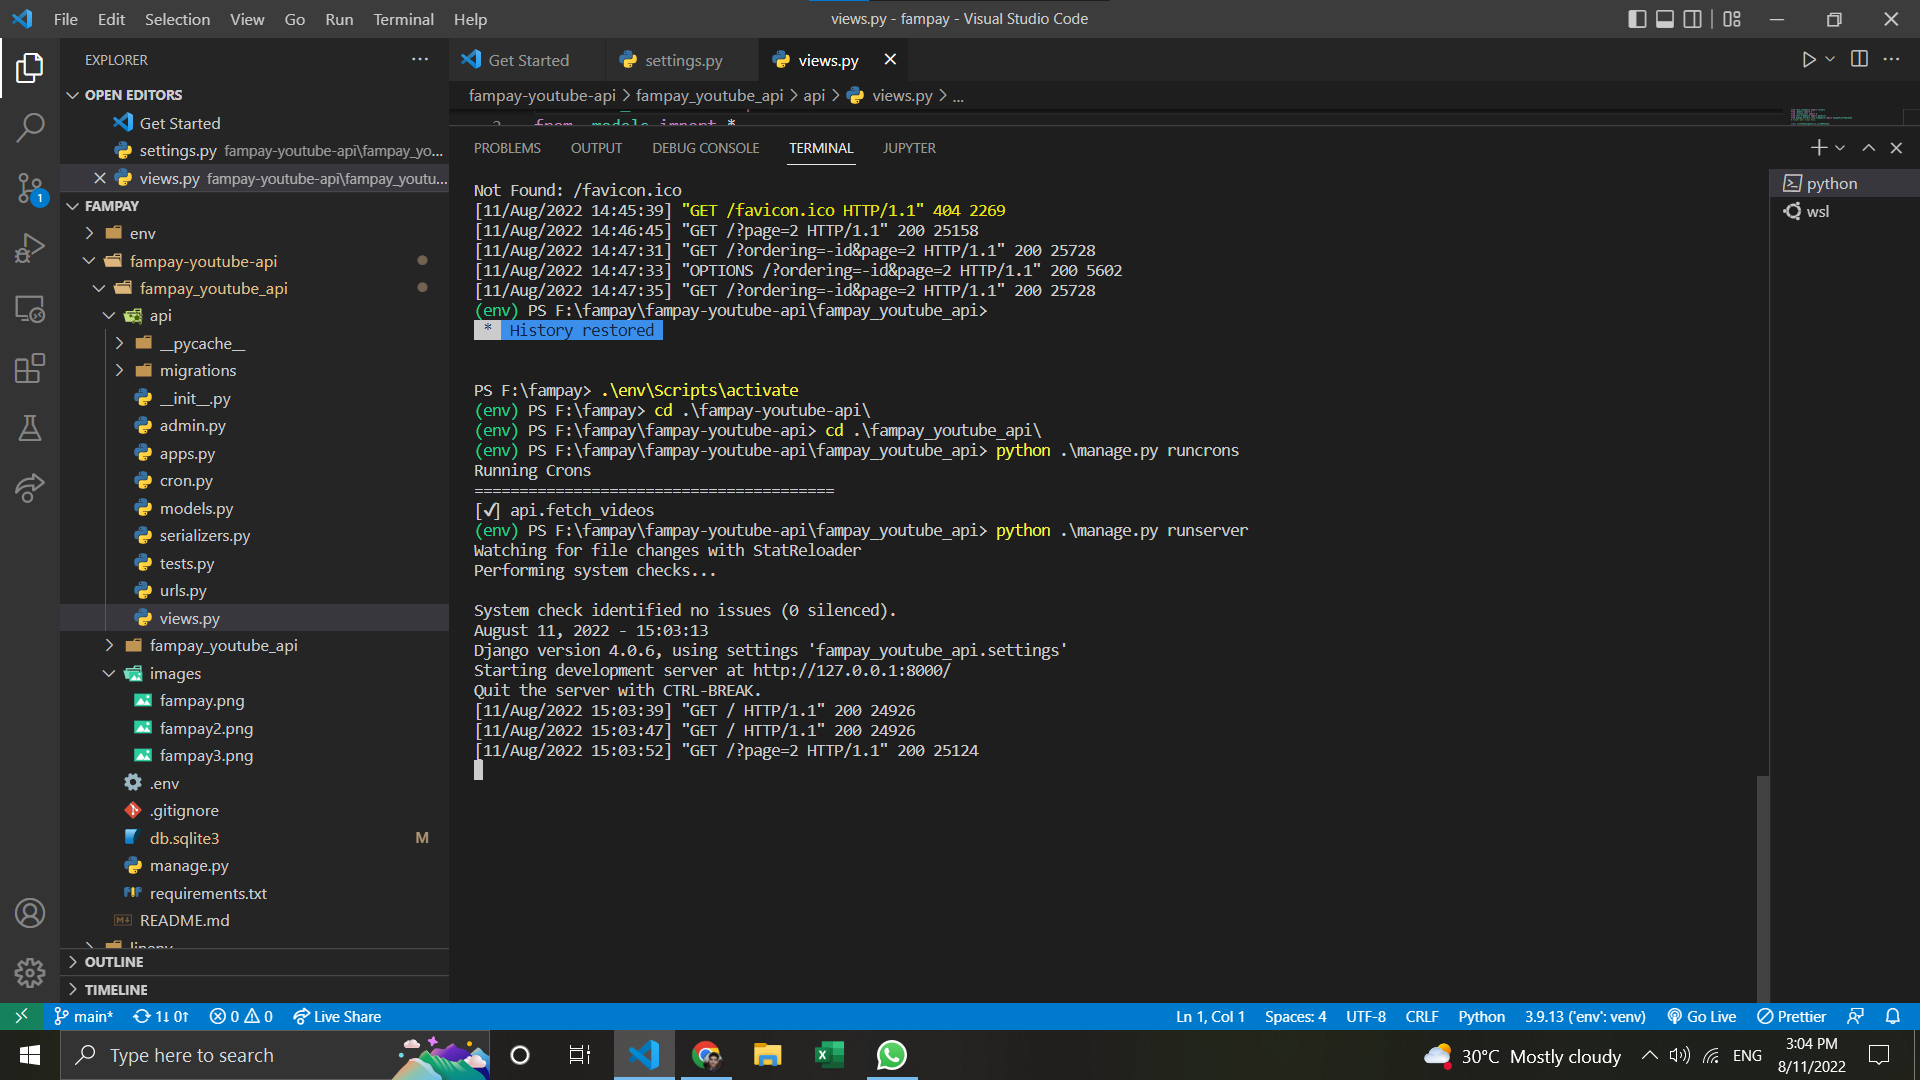 File Edit Selection View Go Run Terminal Help
views.py - fampay - Visual Studio Code
EXPLORER
OPEN EDITORS
Get Started
settings.py fampay-youtube-api\fampay_yo...
views.py fampay-youtube-api\fampay_youtu...
1
FAMPAY
env
fampay-youtube-api
fampay_youtube_api
api
__pycache__
migrations
__init__.py
admin.py
apps.py
cron.py
models.py
serializers.py
tests.py
urls.py
views.py
fampay_youtube_api
images
fampay.png
fampay2.png
fampay3.png
.env
.gitignore
db.sqlite3 M
manage.py
requirements.txt
README.md
linenv
OUTLINE
TIMELINE
Get Started settings.py views.py
fampay-youtube-api > fampay_youtube_api > api > views.py > ...
from .models import *
PROBLEMS OUTPUT DEBUG CONSOLE TERMINAL JUPYTER
python
wsl
Not Found: /favicon.ico
[11/Aug/2022 14:45:39] "GET /favicon.ico HTTP/1.1" 404 2269
[11/Aug/2022 14:46:45] "GET /?page=2 HTTP/1.1" 200 25158
[11/Aug/2022 14:47:31] "GET /?ordering=-id&page=2 HTTP/1.1" 200 25728
[11/Aug/2022 14:47:33] "OPTIONS /?ordering=-id&page=2 HTTP/1.1" 200 5602
[11/Aug/2022 14:47:35] "GET /?ordering=-id&page=2 HTTP/1.1" 200 25728
(env) PS F:\fampay\fampay-youtube-api\fampay_youtube_api>
* History restored
PS F:\fampay> .\env\Scripts\activate
(env) PS F:\fampay> cd .\fampay-youtube-api\
(env) PS F:\fampay\fampay-youtube-api> cd .\fampay_youtube_api\
(env) PS F:\fampay\fampay-youtube-api\fampay_youtube_api> python .\manage.py runcrons
Running Crons
========================================
[✔] api.fetch_videos
(env) PS F:\fampay\fampay-youtube-api\fampay_youtube_api> python .\manage.py runserver
Watching for file changes with StatReloader
Performing system checks...
System check identified no issues (0 silenced).
August 11, 2022 - 15:03:13
Django version 4.0.6, using settings 'fampay_youtube_api.settings'
Starting development server at http://127.0.0.1:8000/
Quit the server with CTRL-BREAK.
[11/Aug/2022 15:03:39] "GET / HTTP/1.1" 200 24926
[11/Aug/2022 15:03:47] "GET / HTTP/1.1" 200 24926
[11/Aug/2022 15:03:52] "GET /?page=2 HTTP/1.1" 200 25124
main* 1↓ 0↑ 0 0 Live Share
Ln 1, Col 1 Spaces: 4 UTF-8 CRLF Python 3.9.13 ('env': venv) Go Live Prettier
Type here to search
30°C Mostly cloudy ENG
3:04 PM
8/11/2022